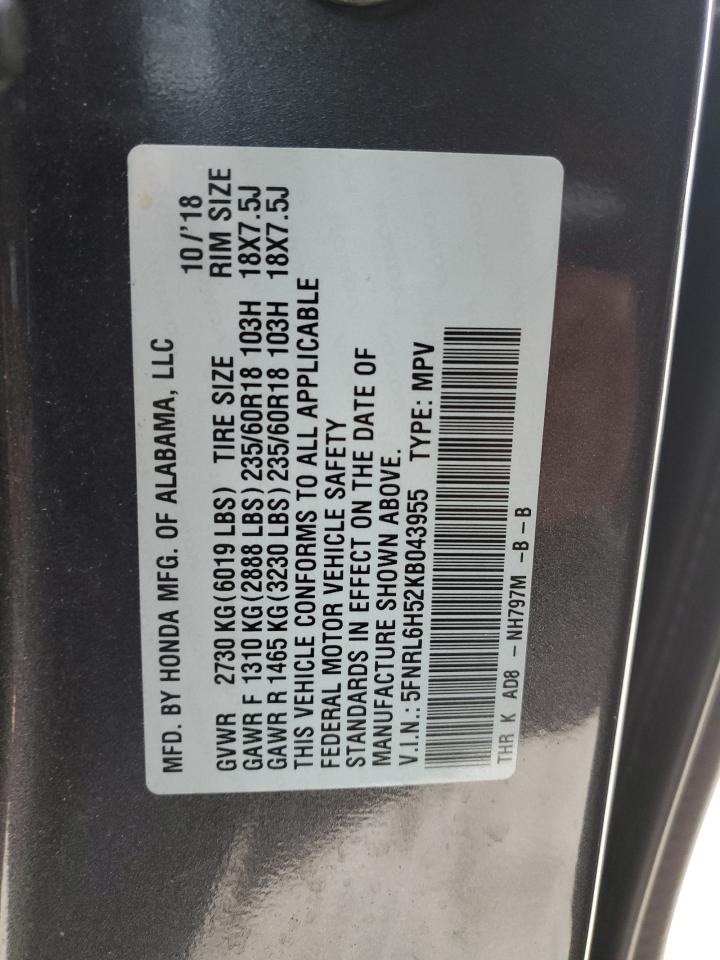 MFD. BY HONDA MFG. OF ALABAMA, LLC 10/'18
GVWR 2730 KG(6019 LBS) TIRE SIZE RIM SIZE
GAWR F 1310 KG(2888 LBS)235/60R18 103H 18X7.5J
GAWR R 1465 KG(3230 LBS)235/60R18 103H 18X7.5J
THIS VEHICLE CONFORMS TO ALL APPLICABLE
FEDERAL MOTOR VEHICLE SAFETY
STANDARDS IN EFFECT ON THE DATE OF
MANUFACTURE SHOWN ABOVE.
V.I.N.: 5FNRL6H52KB043955 TYPE: MPV
THR K AD8 - NH797M -B - B